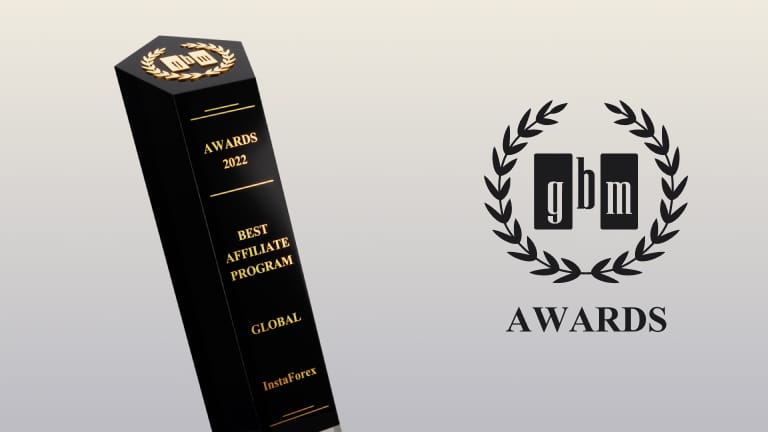 gbm
AWARDS
2022
BEST
AFFILIATE
PROGRAM
GLOBAL
InstaForex
gbm
AWARDS